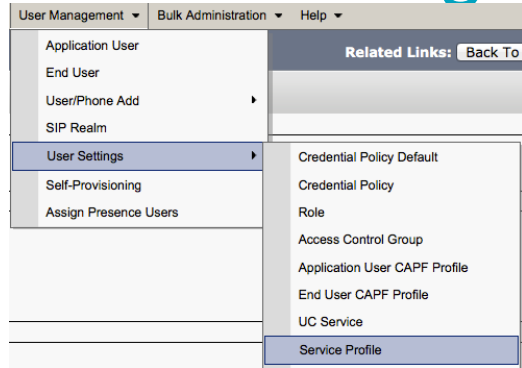 User Management Bulk Administration Help
Application User
Related Links: Back To
End User
User/Phone Add
SIP Realm
User Settings
Credential Policy Default
Self-Provisioning
Credential Policy
Assign Presence Users
Role
Access Control Group
Application User CAPF Profile
End User CAPF Profile
UC Service
Service Profile